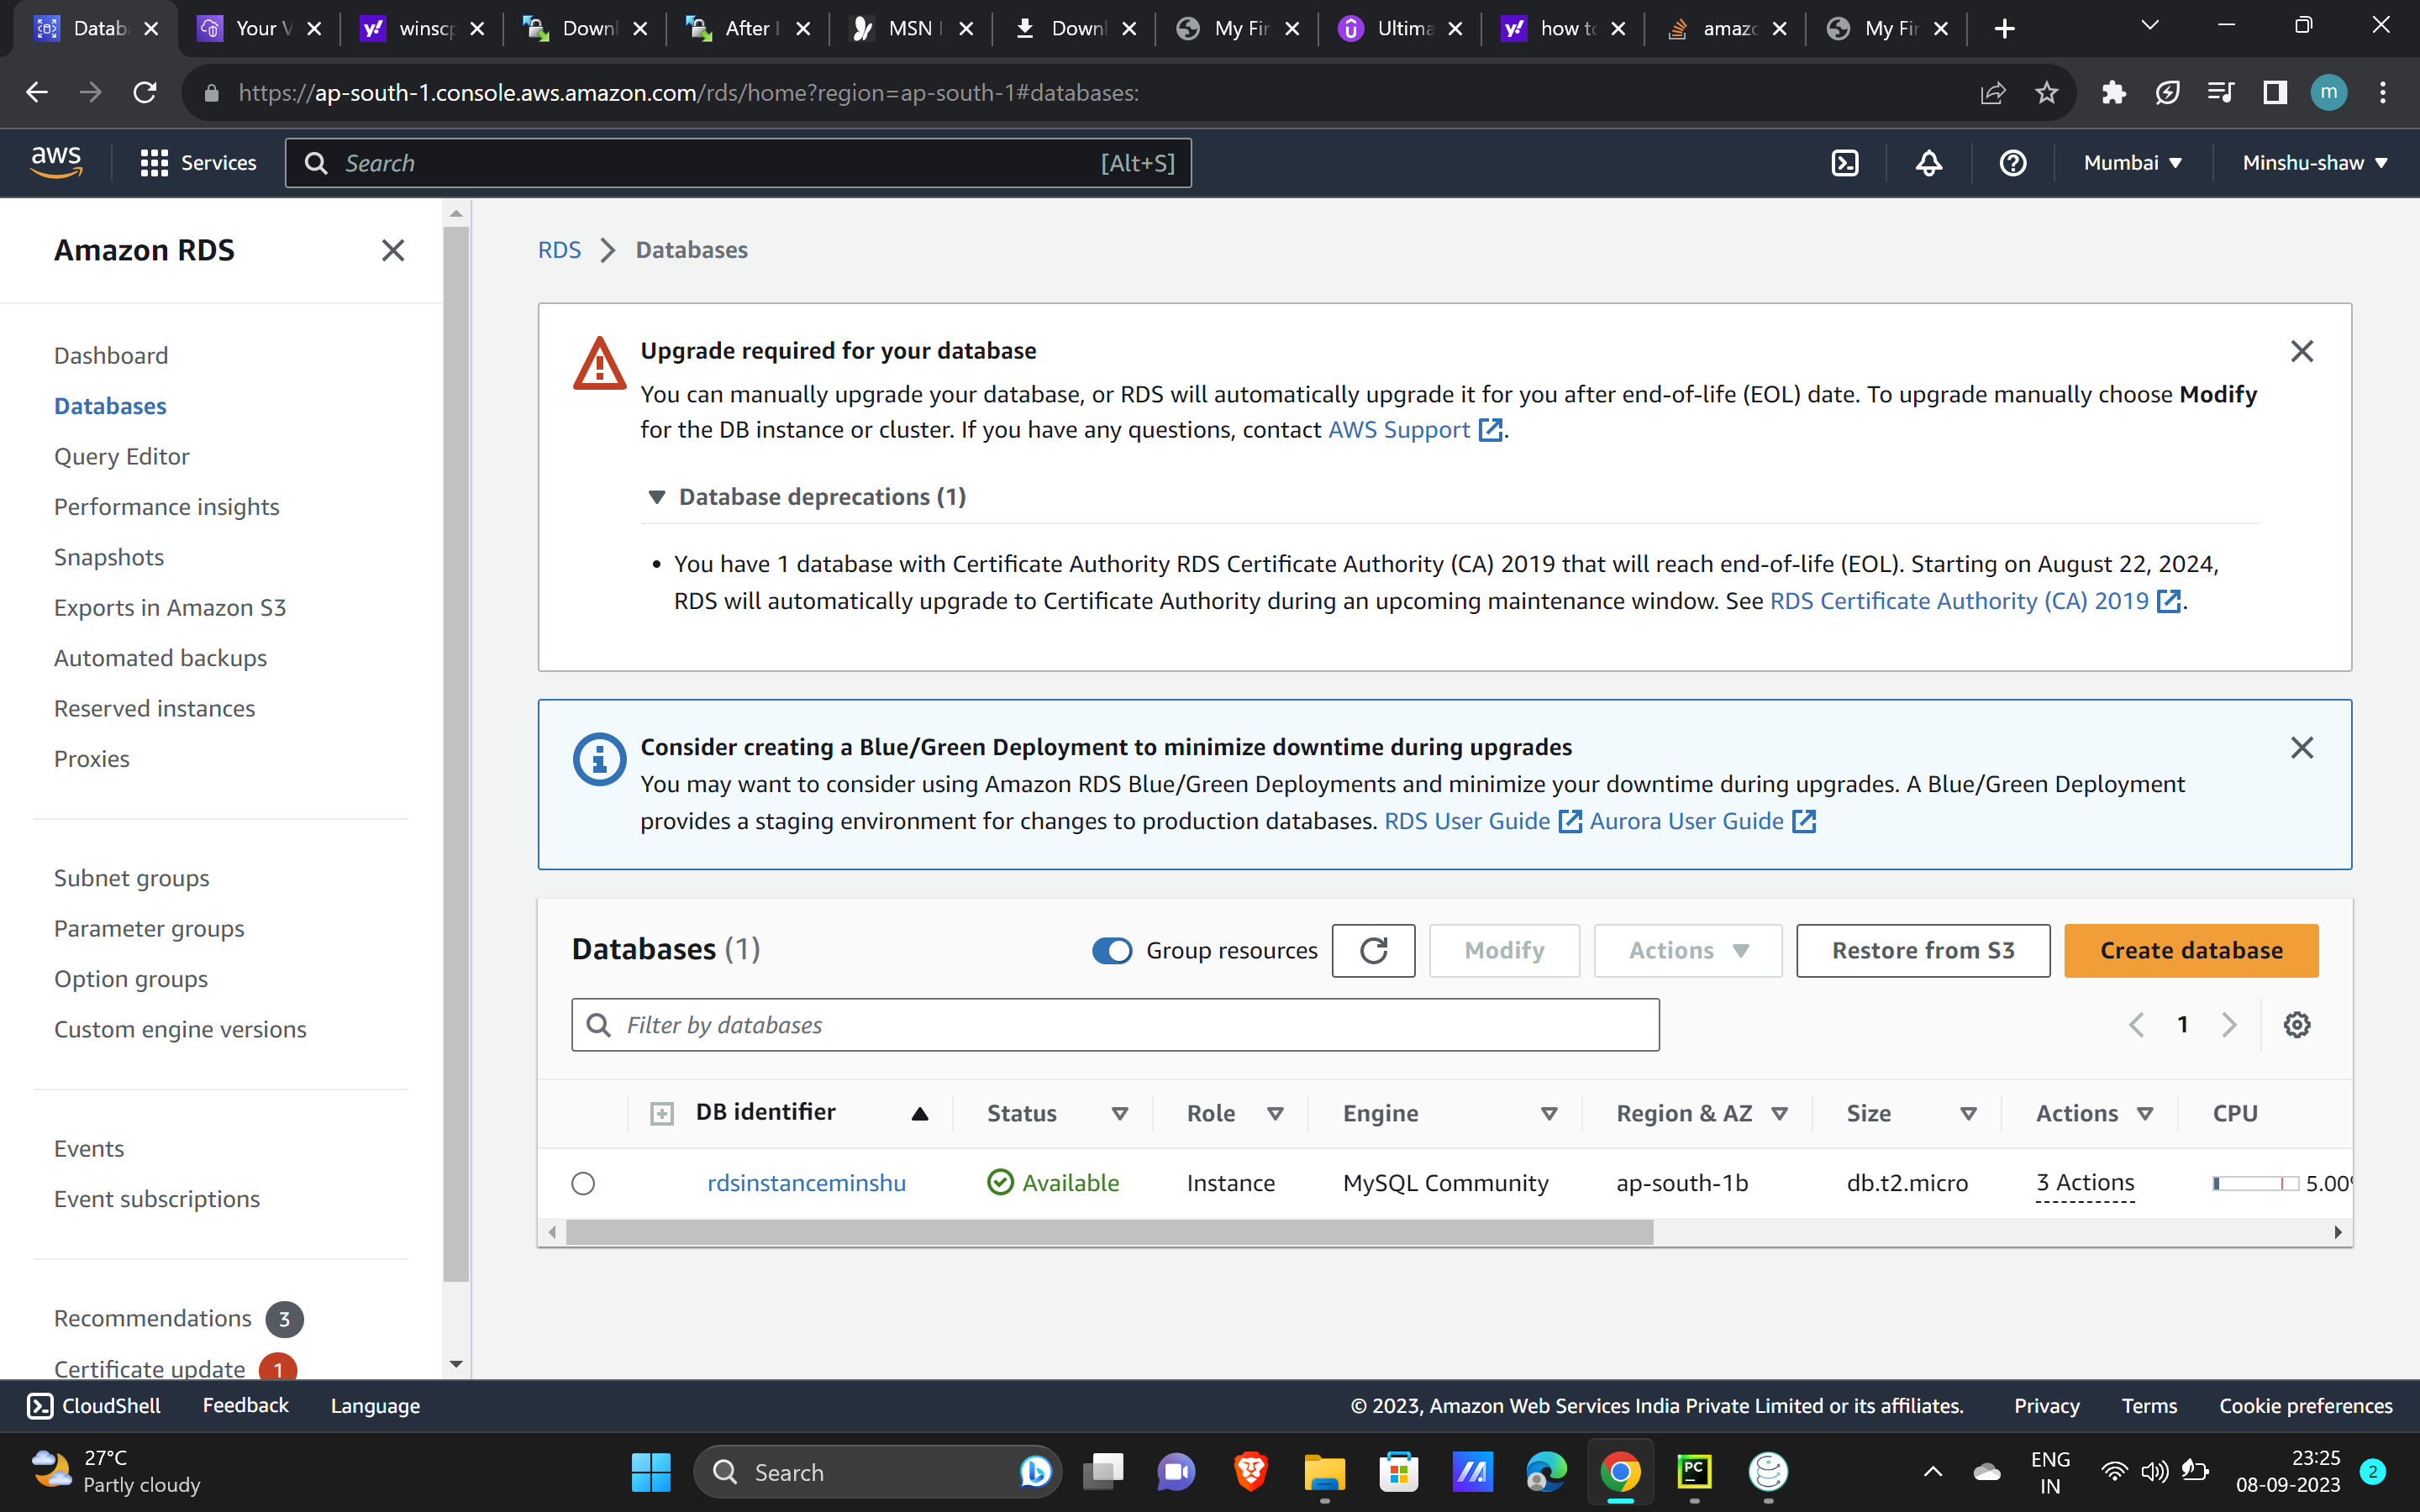 Datab
Your V
winscp
Downl
After I
MSN I
Downl
My Fir
Ultima
how to
amazo
My Fir
https://ap-south-1.console.aws.amazon.com/rds/home?region=ap-south-1#databases:
m
aws
Services
Search
[Alt+S]
Mumbai
Minshu-shaw
Amazon RDS
Dashboard
Databases
Query Editor
Performance insights
Snapshots
Exports in Amazon S3
Automated backups
Reserved instances
Proxies
Subnet groups
Parameter groups
Option groups
Custom engine versions
Events
Event subscriptions
Recommendations 3
Certificate update 1
RDS > Databases
Upgrade required for your database
You can manually upgrade your database, or RDS will automatically upgrade it for you after end-of-life (EOL) date. To upgrade manually choose Modify
for the DB instance or cluster. If you have any questions, contact AWS Support .
Database deprecations (1)
• You have 1 database with Certificate Authority RDS Certificate Authority (CA) 2019 that will reach end-of-life (EOL). Starting on August 22, 2024,
RDS will automatically upgrade to Certificate Authority during an upcoming maintenance window. See RDS Certificate Authority (CA) 2019 .
Consider creating a Blue/Green Deployment to minimize downtime during upgrades
You may want to consider using Amazon RDS Blue/Green Deployments and minimize your downtime during upgrades. A Blue/Green Deployment
provides a staging environment for changes to production databases. RDS User Guide Aurora User Guide
Databases (1)
Group resources
Modify
Actions
Restore from S3
Create database
Filter by databases
1
DB identifier Status Role Engine Region & AZ Size Actions CPU
rdsinstanceminshu Available Instance MySQL Community ap-south-1b db.t2.micro 3 Actions 5.00
CloudShell Feedback Language
© 2023, Amazon Web Services India Private Limited or its affiliates. Privacy Terms Cookie preferences
27°C
Partly cloudy
Search
PC
ENG
IN
23:25
08-09-2023
2